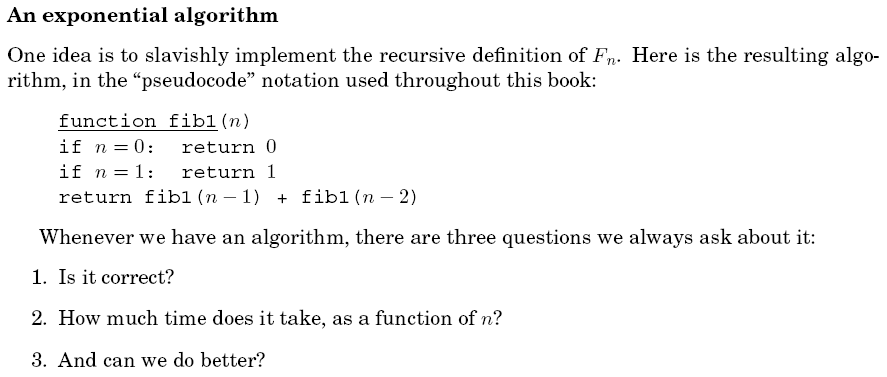 An exponential algorithm
One idea is to slavishly implement the recursive definition of Fn. Here is the resulting algo-
rithm, in the “pseudocode” notation used throughout this book:
function fib1(n)
if n = 0: return 0
if n = 1: return 1
return fib1(n − 1) + fib1(n − 2)
Whenever we have an algorithm, there are three questions we always ask about it:
1. Is it correct?
2. How much time does it take, as a function of n?
3. And can we do better?